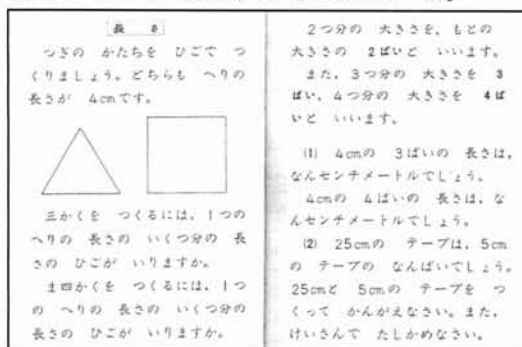 長 さ
つぎの かたちを ひごで つ
くりましょう。どちらも へりの
長さが 4cmです。
三かくを つくるには、1つの
へりの 長さの いくつ分の 長
さの ひごが いりますか。
ま四かくを つくるには、1つ
の へりの 長さの いくつ分の
長さの ひごが いりますか。
2つ分の 大きさを、もとの
大きさの 2ばいと いいます。
また、3つ分の 大きさを 3
ばい、4つ分の 大きさを 4ば
いと いいます。
(1) 4cmの 3ばいの 長さは、
なんセンチメートルでしょう。
4cmの 4ばいの 長さは、な
んセンチメートルでしょう。
(2) 25cmの テープは、5cm
の テープの なんばいでしょう。
25cmと 5cmの テープを つ
くって かんがえなさい。また、
けいさんで たしかめなさい。